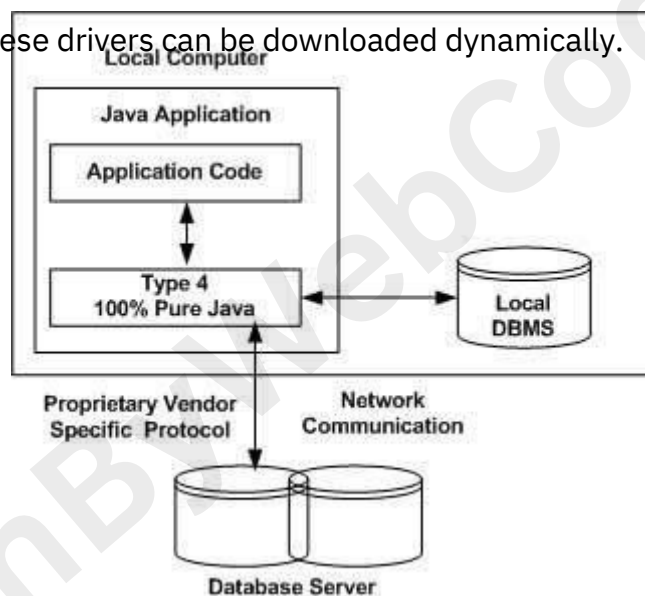 ese drivers can be downloaded dynamically.
Local Computer
Java Application
Application Code
Type 4
100% Pure Java
Local
DBMS
Proprietary Vendor
Specific Protocol
Network
Communication
Database Server